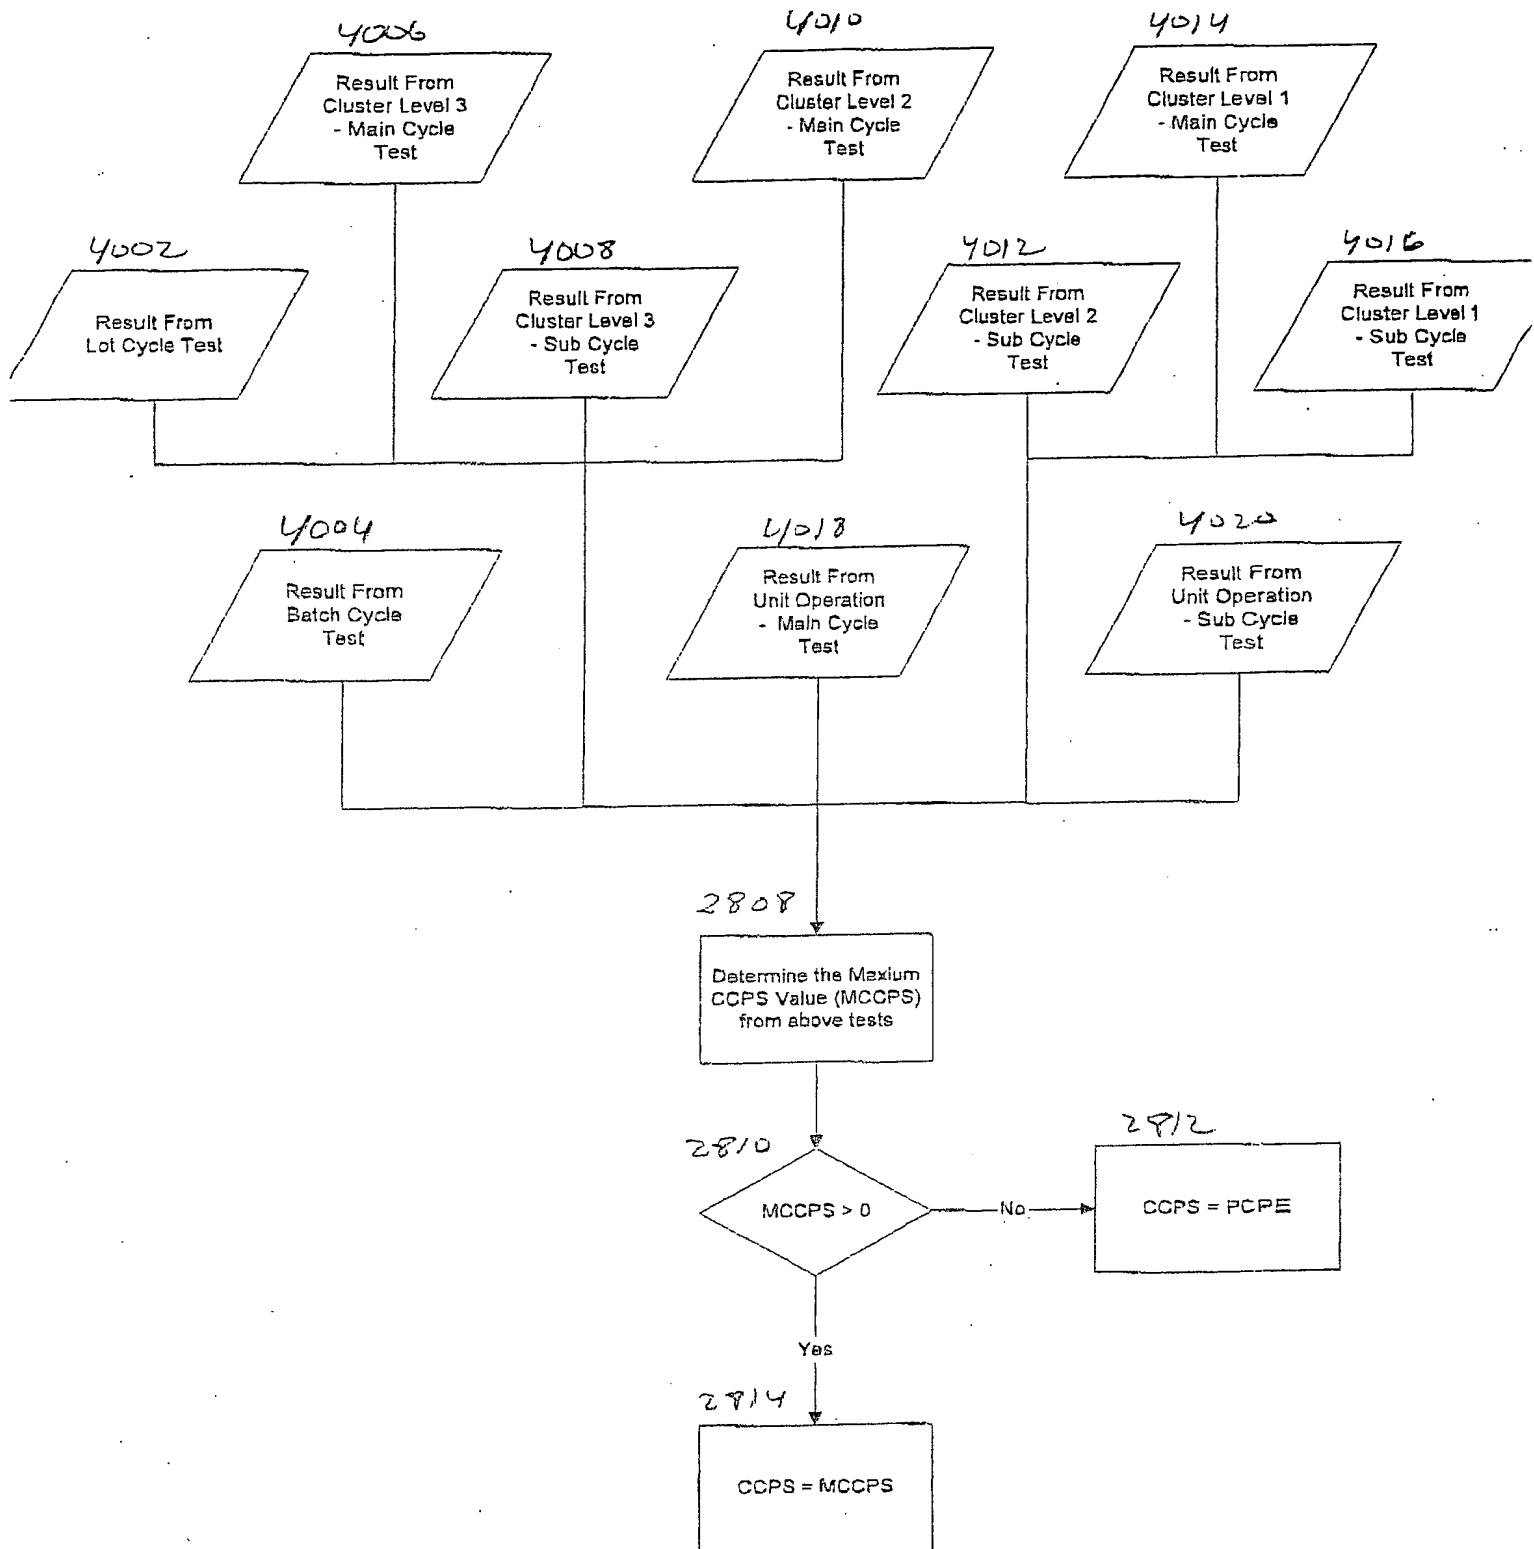 4006
4010
4014
Result From
Cluster Level 3
- Main Cycle
Test
Result From
Cluster Level 2
- Main Cycle
Test
Result From
Cluster Level 1
- Main Cycle
Test
4002
4008
4012
4016
Result From
Lot Cycle Test
Result From
Cluster Level 3
- Sub Cycle
Test
Result From
Cluster Level 2
- Sub Cycle
Test
Result From
Cluster Level 1
- Sub Cycle
Test
4004
4018
4020
Result From
Batch Cycle
Test
Result From
Unit Operation
- Main Cycle
Test
Result From
Unit Operation
- Sub Cycle
Test
2808
Determine the Maxium
CCPS Value (MCCPS)
from above tests
2810
MCCPS > 0
No
2812
CCPS = PCPE
Yes
2814
CCPS = MCCPS